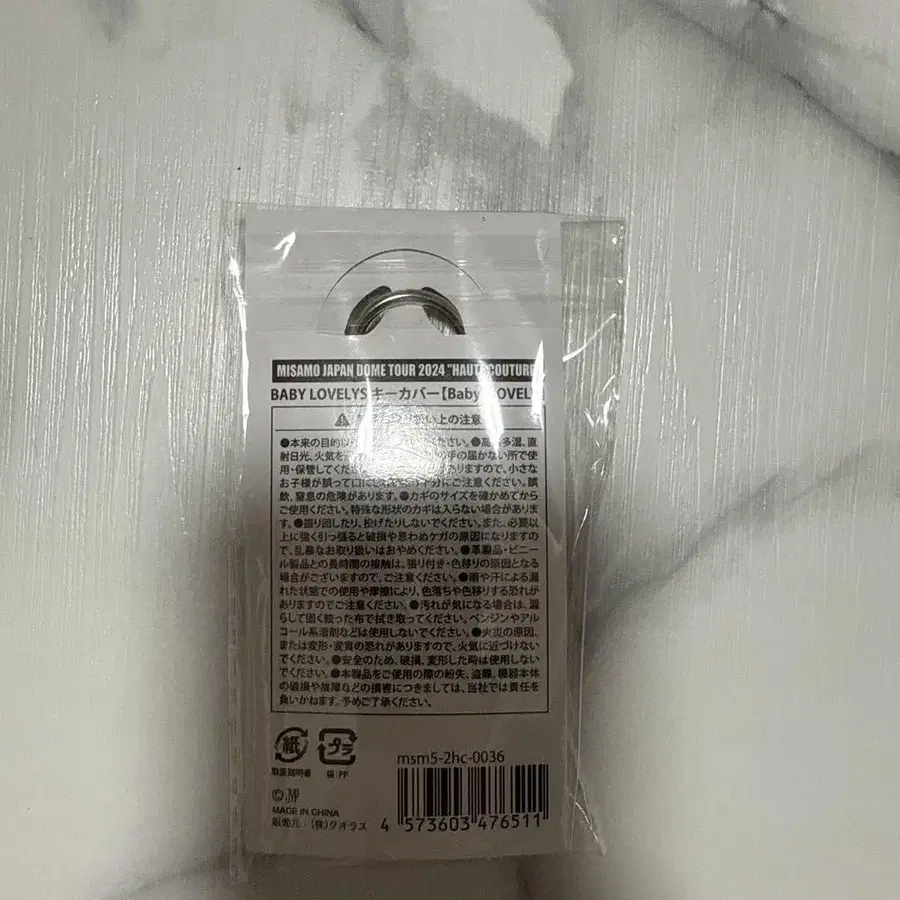 MISAMO JAPAN DOME TOUR 2024 "HAUTE COUTURE
BABY LOVELYS キーカバー【Baby OVELY
い上の注意
●本来の目的以 ください。●高 多湿、直
射日光、火気を の手の届かない所で使
用・保管してくだ ありますので、小さな
お子様が誤って口に 分にご注意ください。誤
飲、窒息の危険があります。●カギのサイズを確かめてから
ご使用ください。特殊な形状のカギは入らない場合がありま
す。●振り回したり、投げたりしないでください。また、必要以
上に強く引っ張ると破損や思わぬケガの原因になりますの
で、乱暴なお取り扱いはおやめください。●革製品・ビニー
ル製品との長時間の接触は、張り付き・色移りの原因となる
場合がございますので、ご注意ください。●雨や汗による濡
れた状態での使用や摩擦により、色落ちや色移りする恐れが
ありますのでご注意ください。●汚れが気になる場合は、濡
らして固く絞った布で拭き取ってください。ベンジンやアル
コール系溶剤などは使用しないでください。●火災の原因、
または変形・変質の恐れがありますので、火気に近づけない
でください。●安全のため、破損、変形した時は使用しない
でください。●本製品をご使用の際の紛失、盗難、機器本体
の破損や故障などの損害につきましては、当社では責任を
負いかねます。予めご了承ください。
紙 プラ
取扱説明書 袋:PP
msm5-2hc-0036
©JYP
MADE IN CHINA
販売元:(株)クオラス
4 573603 476511